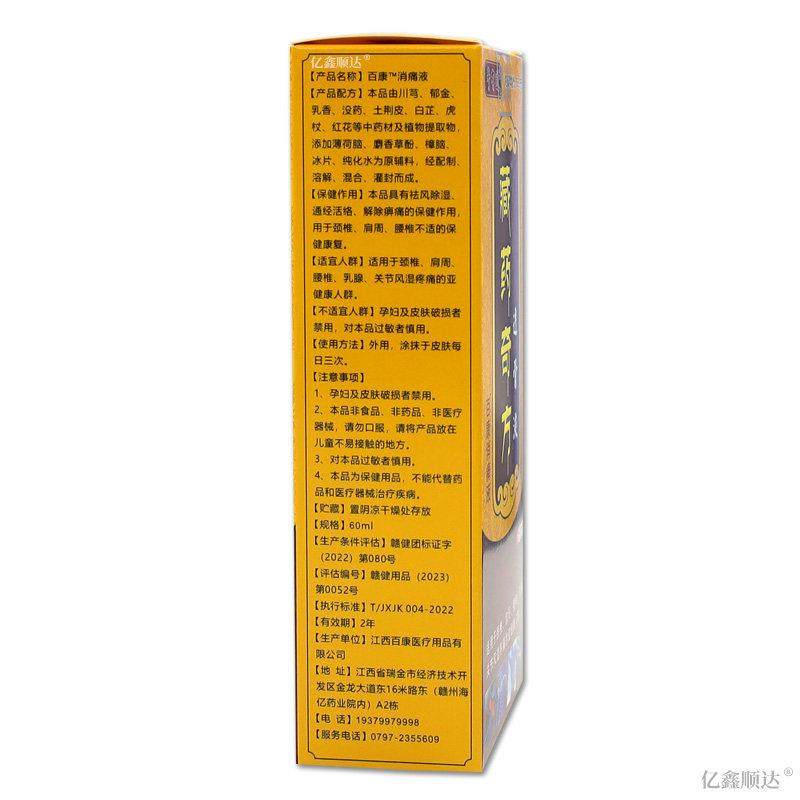 亿鑫顺达®
【产品名称】百康™消痛液
【产品配方】本品由川芎、郁金、
乳香、没药、土荆皮、白芷、虎
杖、红花等中药材及植物提取物,
添加薄荷脑、麝香草酚、樟脑、
冰片、纯化水为原辅料，经配制、
溶解、混合、灌封而成。
【保健作用】本品具有祛风除湿、
通经活络、解除痹痛的保健作用,
用于颈椎、肩周、腰椎不适的保
健康复。
【适宜人群】适用于颈椎、肩周、
腰椎、乳腺、关节风湿疼痛的亚
健康人群。
【不适宜人群】孕妇及皮肤破损者
禁用，对本品过敏者慎用。
【使用方法】外用，涂抹于皮肤每
日三次。
【注意事项】
1、孕妇及皮肤破损者禁用。
2、本品非食品、非药品、非医疗
器械，请勿口服，请将产品放在
儿童不易接触的地方。
3、对本品过敏者慎用。
4、本品为保健用品，不能代替药
品和医疗器械治疗疾病。
【贮藏】置阴凉干燥处存放
【规格】60ml
【生产条件评估】赣健团标证字
（2022）第080号
【评估编号】赣健用品（2023）
第0052号
【执行标准】T/JXJK 004-2022
【有效期】2年
【生产单位】江西百康医疗用品有
限公司
【地 址】江西省瑞金市经济技术开
发区金龙大道东16米路东（赣州海
亿药业院内）A2栋
【电 话】19379979998
【服务电话】0797-2355609
藏药奇方
亿鑫顺达®